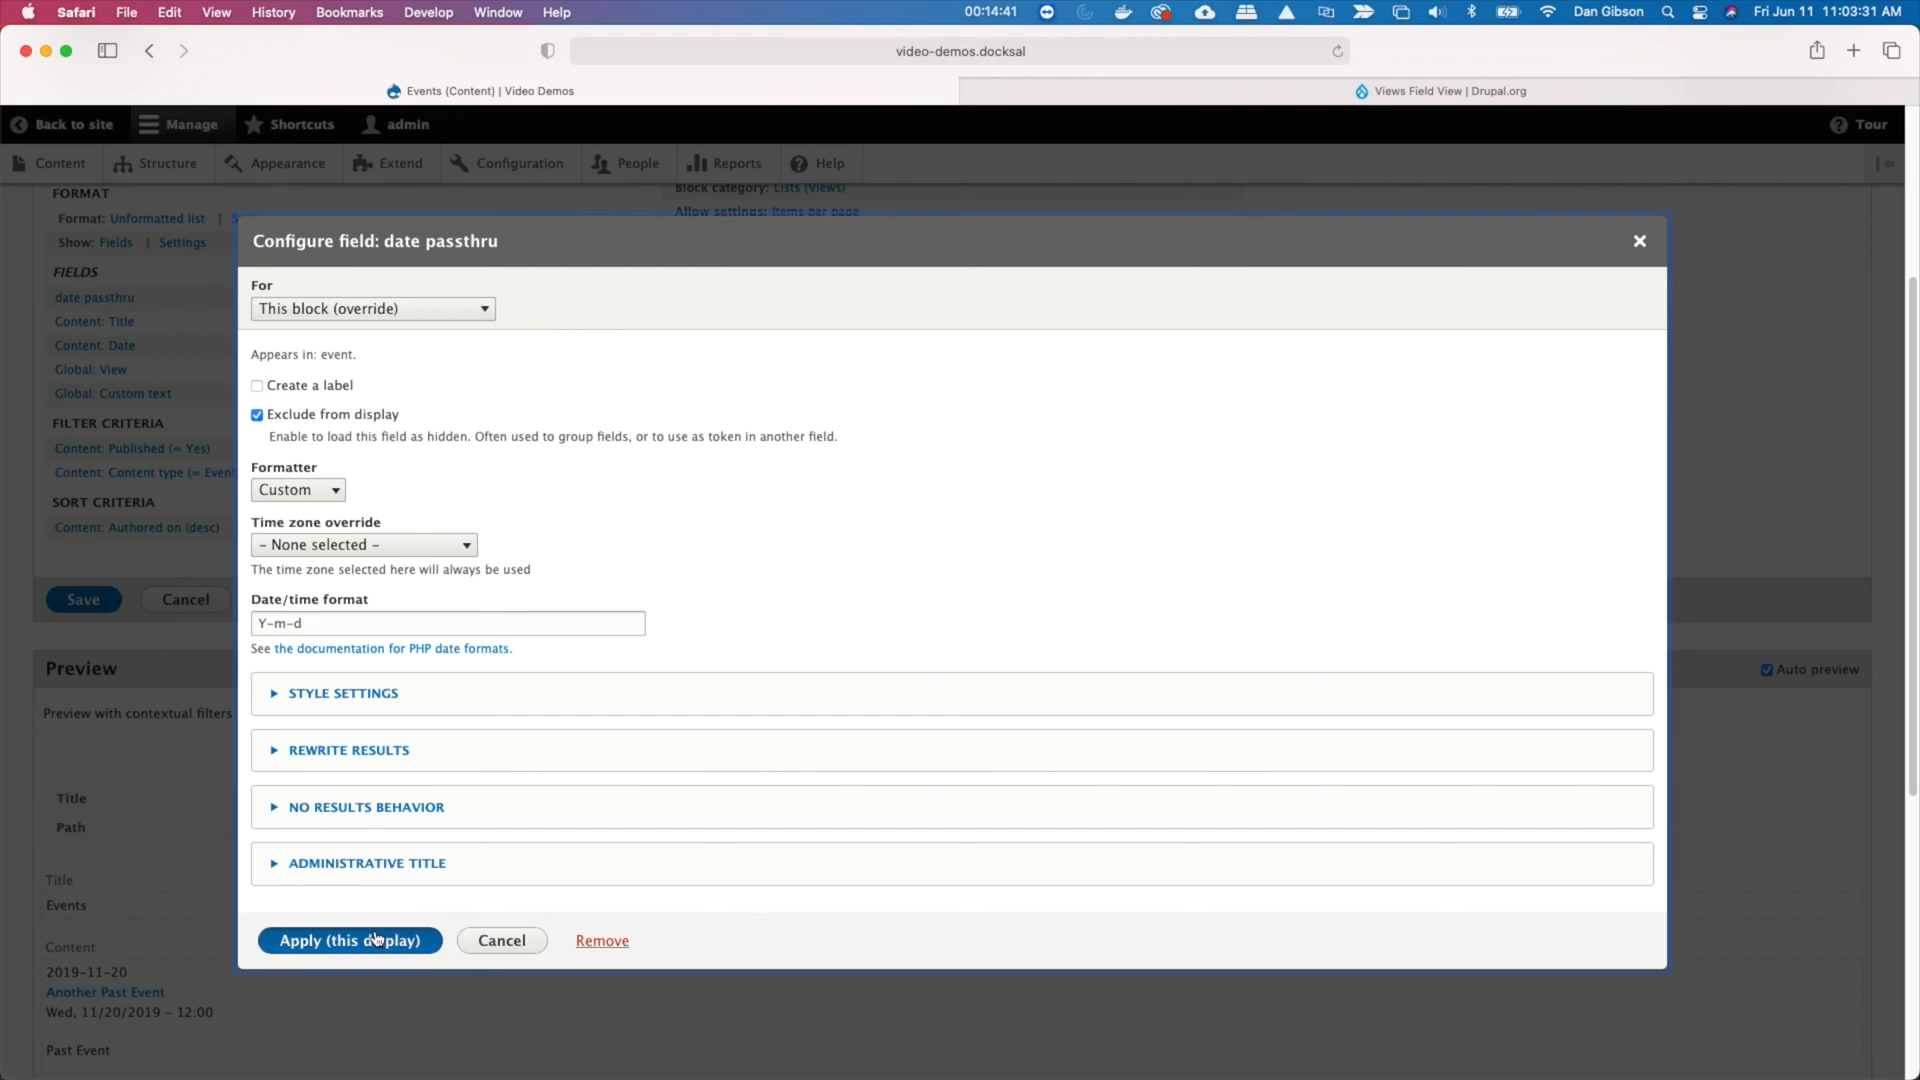 Safari File Edit View History Bookmarks Develop Window Help 00:14:41 Dan Gibson Fri Jun 11 11:03:31 AM
video-demos.docksal
Events (Content) | Video Demos
Views Field View | Drupal.org
Back to site Manage Shortcuts admin Tour
Content Structure Appearance Extend Configuration People Reports Help
FORMAT
Block category: Lists (Views)
Format: Unformatted list |
Allow settings: Items per page
Show: Fields | Settings
FIELDS
date passthru
Content: Title
Content: Date
Global: View
Global: Custom text
FILTER CRITERIA
Content: Published (= Yes)
Content: Content type (= Event
SORT CRITERIA
Content: Authored on (desc)
Save Cancel
Configure field: date passthru
For
This block (override)
Appears in: event.
Create a label
Exclude from display
Enable to load this field as hidden. Often used to group fields, or to use as token in another field.
Formatter
Custom
Time zone override
- None selected -
The time zone selected here will always be used
Date/time format
Y-m-d
See the documentation for PHP date formats.
STYLE SETTINGS
REWRITE RESULTS
NO RESULTS BEHAVIOR
ADMINISTRATIVE TITLE
Apply (this display) Cancel Remove
Preview
Auto preview
Preview with contextual filters
Title
Path
Title
Events
Content
2019-11-20
Another Past Event
Wed, 11/20/2019 - 12:00
Past Event